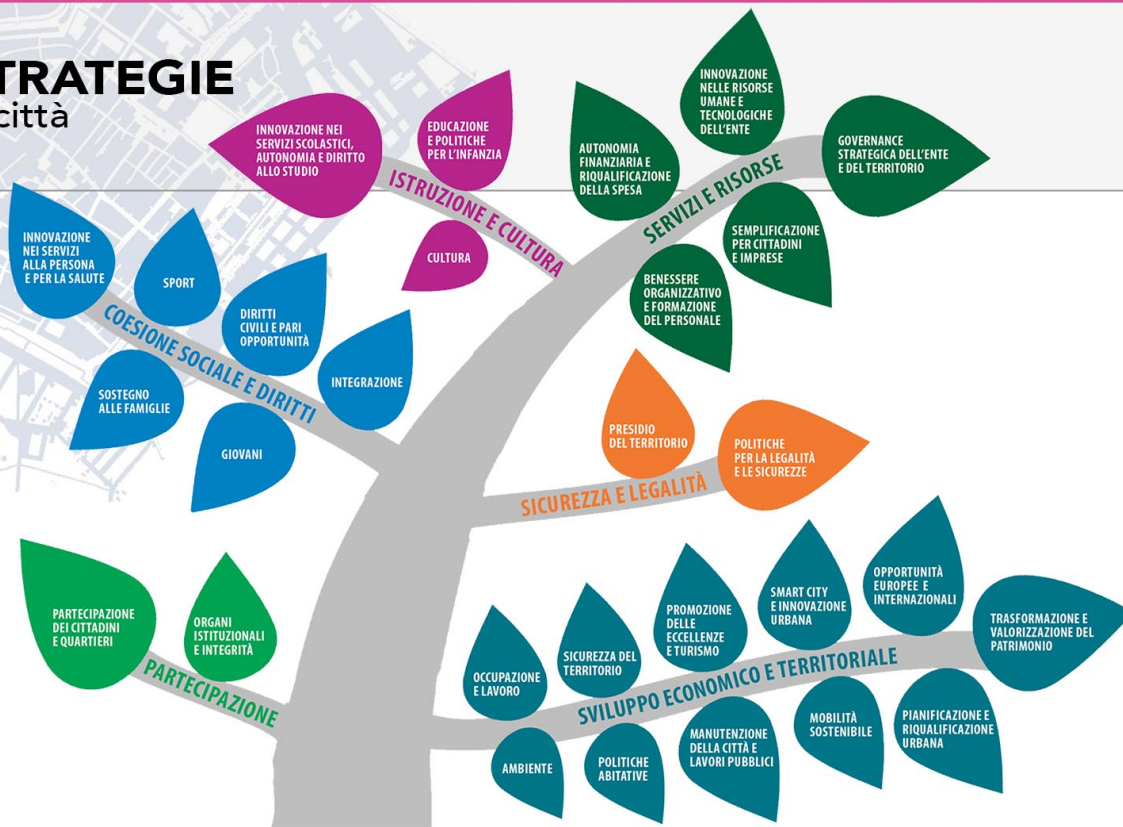 TRATEGIE
città
INNOVAZIONE NEI
SERVIZI SCOLASTICI,
AUTONOMIA E DIRITTO
ALLO STUDIO
EDUCAZIONE
E POLITICHE
PER L'INFANZIA
ISTRUZIONE E CULTURA
CULTURA
AUTONOMIA
FINANZIARIA E
RIQUALIFICAZIONE
DELLA SPESA
INNOVAZIONE
NELLE RISORSE
UMANE E
TECNOLOGICHE
DELL'ENTE
GOVERNANCE
STRATEGICA DELL'ENTE
E DEL TERRITORIO
SERVIZI E RISORSE
SEMPLIFICAZIONE
PER CITTADINI
E IMPRESE
BENESSERE
ORGANIZZATIVO
E FORMAZIONE
DEL PERSONALE
INNOVAZIONE
NEI SERVIZI
ALLA PERSONA
E PER LA SALUTE
SPORT
DIRITTI
CIVILI E PARI
OPPORTUNITÀ
INTEGRAZIONE
COESIONE SOCIALE E DIRITTI
SOSTEGNO
ALLE FAMIGLIE
GIOVANI
PRESIDIO
DEL TERRITORIO
POLITICHE
PER LA LEGALITÀ
E LE SICUREZZE
SICUREZZA E LEGALITÀ
PARTECIPAZIONE
DEI CITTADINI
E QUARTIERI
ORGANI
ISTITUZIONALI
E INTEGRITÀ
PARTECIPAZIONE
OCCUPAZIONE
E LAVORO
SICUREZZA DEL
TERRITORIO
PROMOZIONE
DELLE
ECCELLENZE
E TURISMO
SMART CITY
E INNOVAZIONE
URBANA
OPPORTUNITÀ
EUROPEE E
INTERNAZIONALI
TRASFORMAZIONE E
VALORIZZAZIONE DEL
PATRIMONIO
SVILUPPO ECONOMICO E TERRITORIALE
AMBIENTE
POLITICHE
ABITATIVE
MANUTENZIONE
DELLA CITTÀ E
LAVORI PUBBLICI
MOBILITÀ
SOSTENIBILE
PIANIFICAZIONE E
RIQUALIFICAZIONE
URBANA